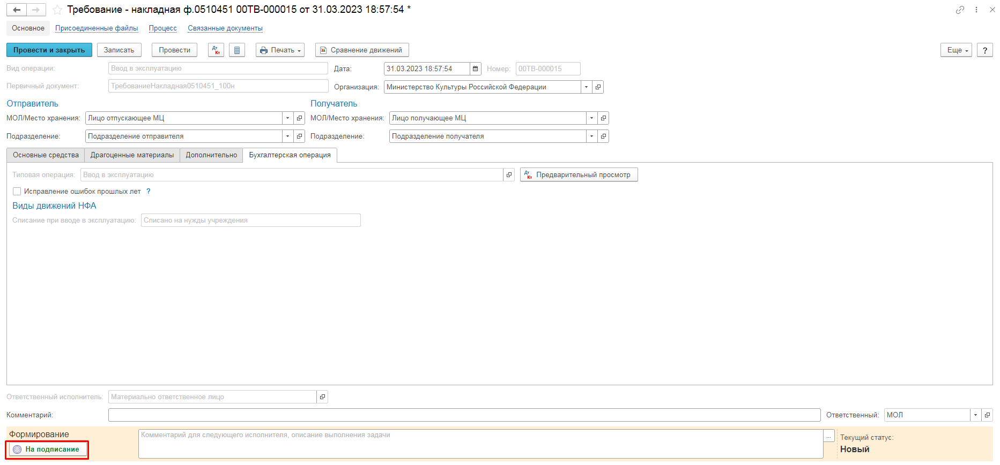 Требование - накладная ф.0510451 00ТВ-000015 от 31.03.2023 18:57:54 *
Основное Присоединенные файлы Процесс Связанные документы
Провести и закрыть Записать Провести Дт Кт Печать Сравнение движений Еще ?
Вид операции: Ввод в эксплуатацию Дата: 31.03.2023 18:57:54 Номер: 00ТВ-000015
Первичный документ: ТребованиеНакладная0510451_100н Организация: Министерство Культуры Российской Федерации
Отправитель Получатель
МОЛ/Место хранения: Лицо отпускающее МЦ МОЛ/Место хранения: Лицо получающее МЦ
Подразделение: Подразделение отправителя Подразделение: Подразделение получателя
Основные средства Драгоценные материалы Дополнительно Бухгалтерская операция
Типовая операция: Ввод в эксплуатацию Дт Кт Предварительный просмотр
Исправление ошибок прошлых лет ?
Виды движений НФА
Списание при вводе в эксплуатацию: Списано на нужды учреждения
Ответственный исполнитель: Материально ответственное лицо
Комментарий: Ответственный: МОЛ
Формирование Комментарий для следующего исполнителя, описание выполнения задачи ... Текущий статус:
На подписание Новый